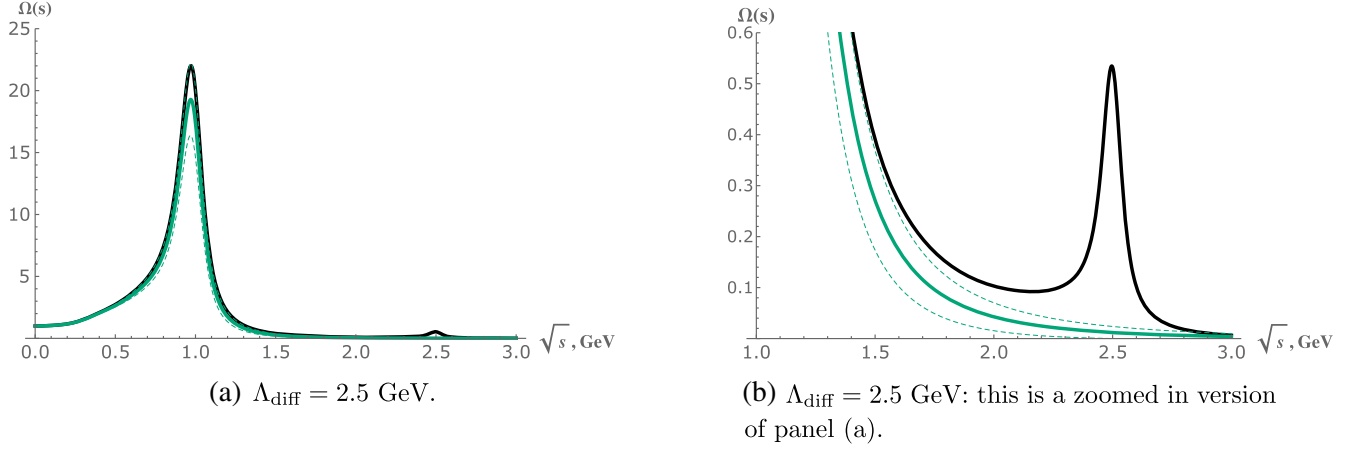 Ω(s)
25
20
15
10
5
0.0 0.5 1.0 1.5 2.0 2.5 3.0
√s , GeV
(a) Λdiff = 2.5 GeV.
Ω(s)
0.6
0.5
0.4
0.3
0.2
0.1
1.0 1.5 2.0 2.5 3.0
√s , GeV
(b) Λdiff = 2.5 GeV: this is a zoomed in version
of panel (a).